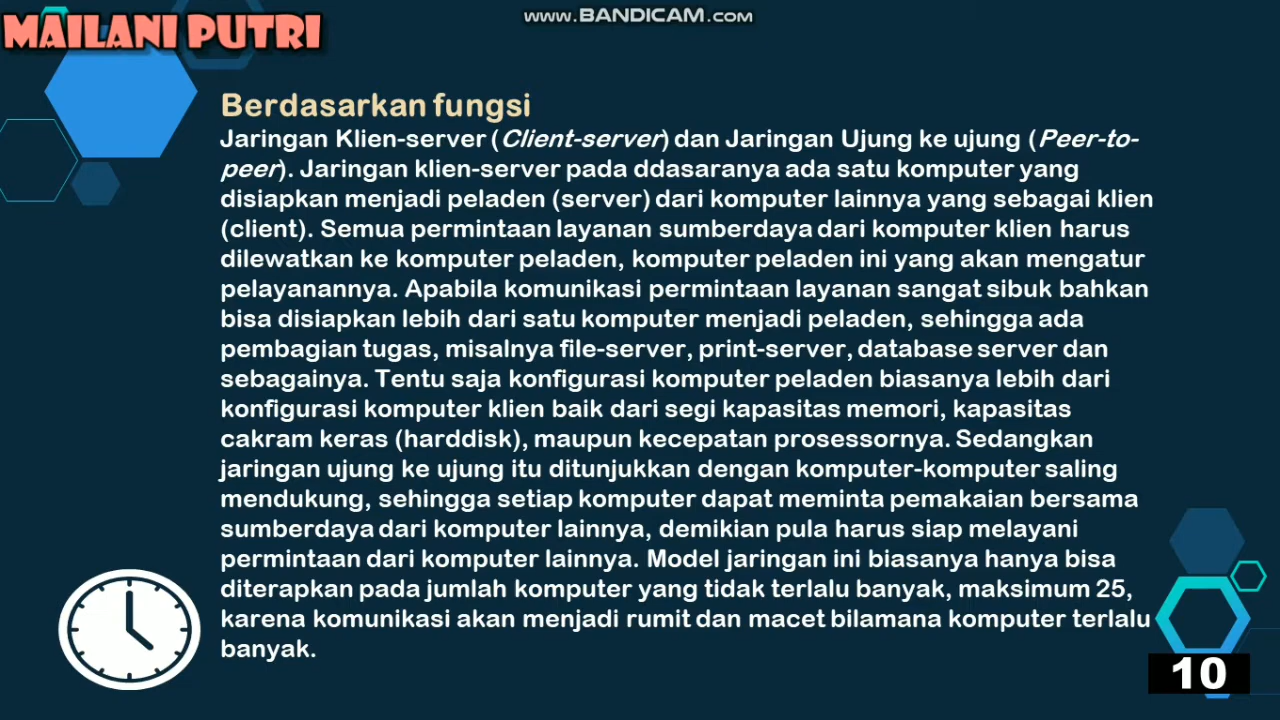 MAILANI PUTRI
www.BANDICAM.com
Berdasarkan fungsi
Jaringan Klien-server (Client-server) dan Jaringan Ujung ke ujung (Peer-to-
peer). Jaringan klien-server pada ddasaranya ada satu komputer yang
disiapkan menjadi peladen (server) dari komputer lainnya yang sebagai klien
(client). Semua permintaan layanan sumberdaya dari komputer klien harus
dilewatkan ke komputer peladen, komputer peladen ini yang akan mengatur
pelayanannya. Apabila komunikasi permintaan layanan sangat sibuk bahkan
bisa disiapkan lebih dari satu komputer menjadi peladen, sehingga ada
pembagian tugas, misalnya file-server, print-server, database server dan
sebagainya. Tentu saja konfigurasi komputer peladen biasanya lebih dari
konfigurasi komputer klien baik dari segi kapasitas memori, kapasitas
cakram keras (harddisk), maupun kecepatan prosessornya. Sedangkan
jaringan ujung ke ujung itu ditunjukkan dengan komputer-komputer saling
mendukung, sehingga setiap komputer dapat meminta pemakaian bersama
sumberdaya dari komputer lainnya, demikian pula harus siap melayani
permintaan dari komputer lainnya. Model jaringan ini biasanya hanya bisa
diterapkan pada jumlah komputer yang tidak terlalu banyak, maksimum 25,
karena komunikasi akan menjadi rumit dan macet bilamana komputer terlalu
banyak.
10